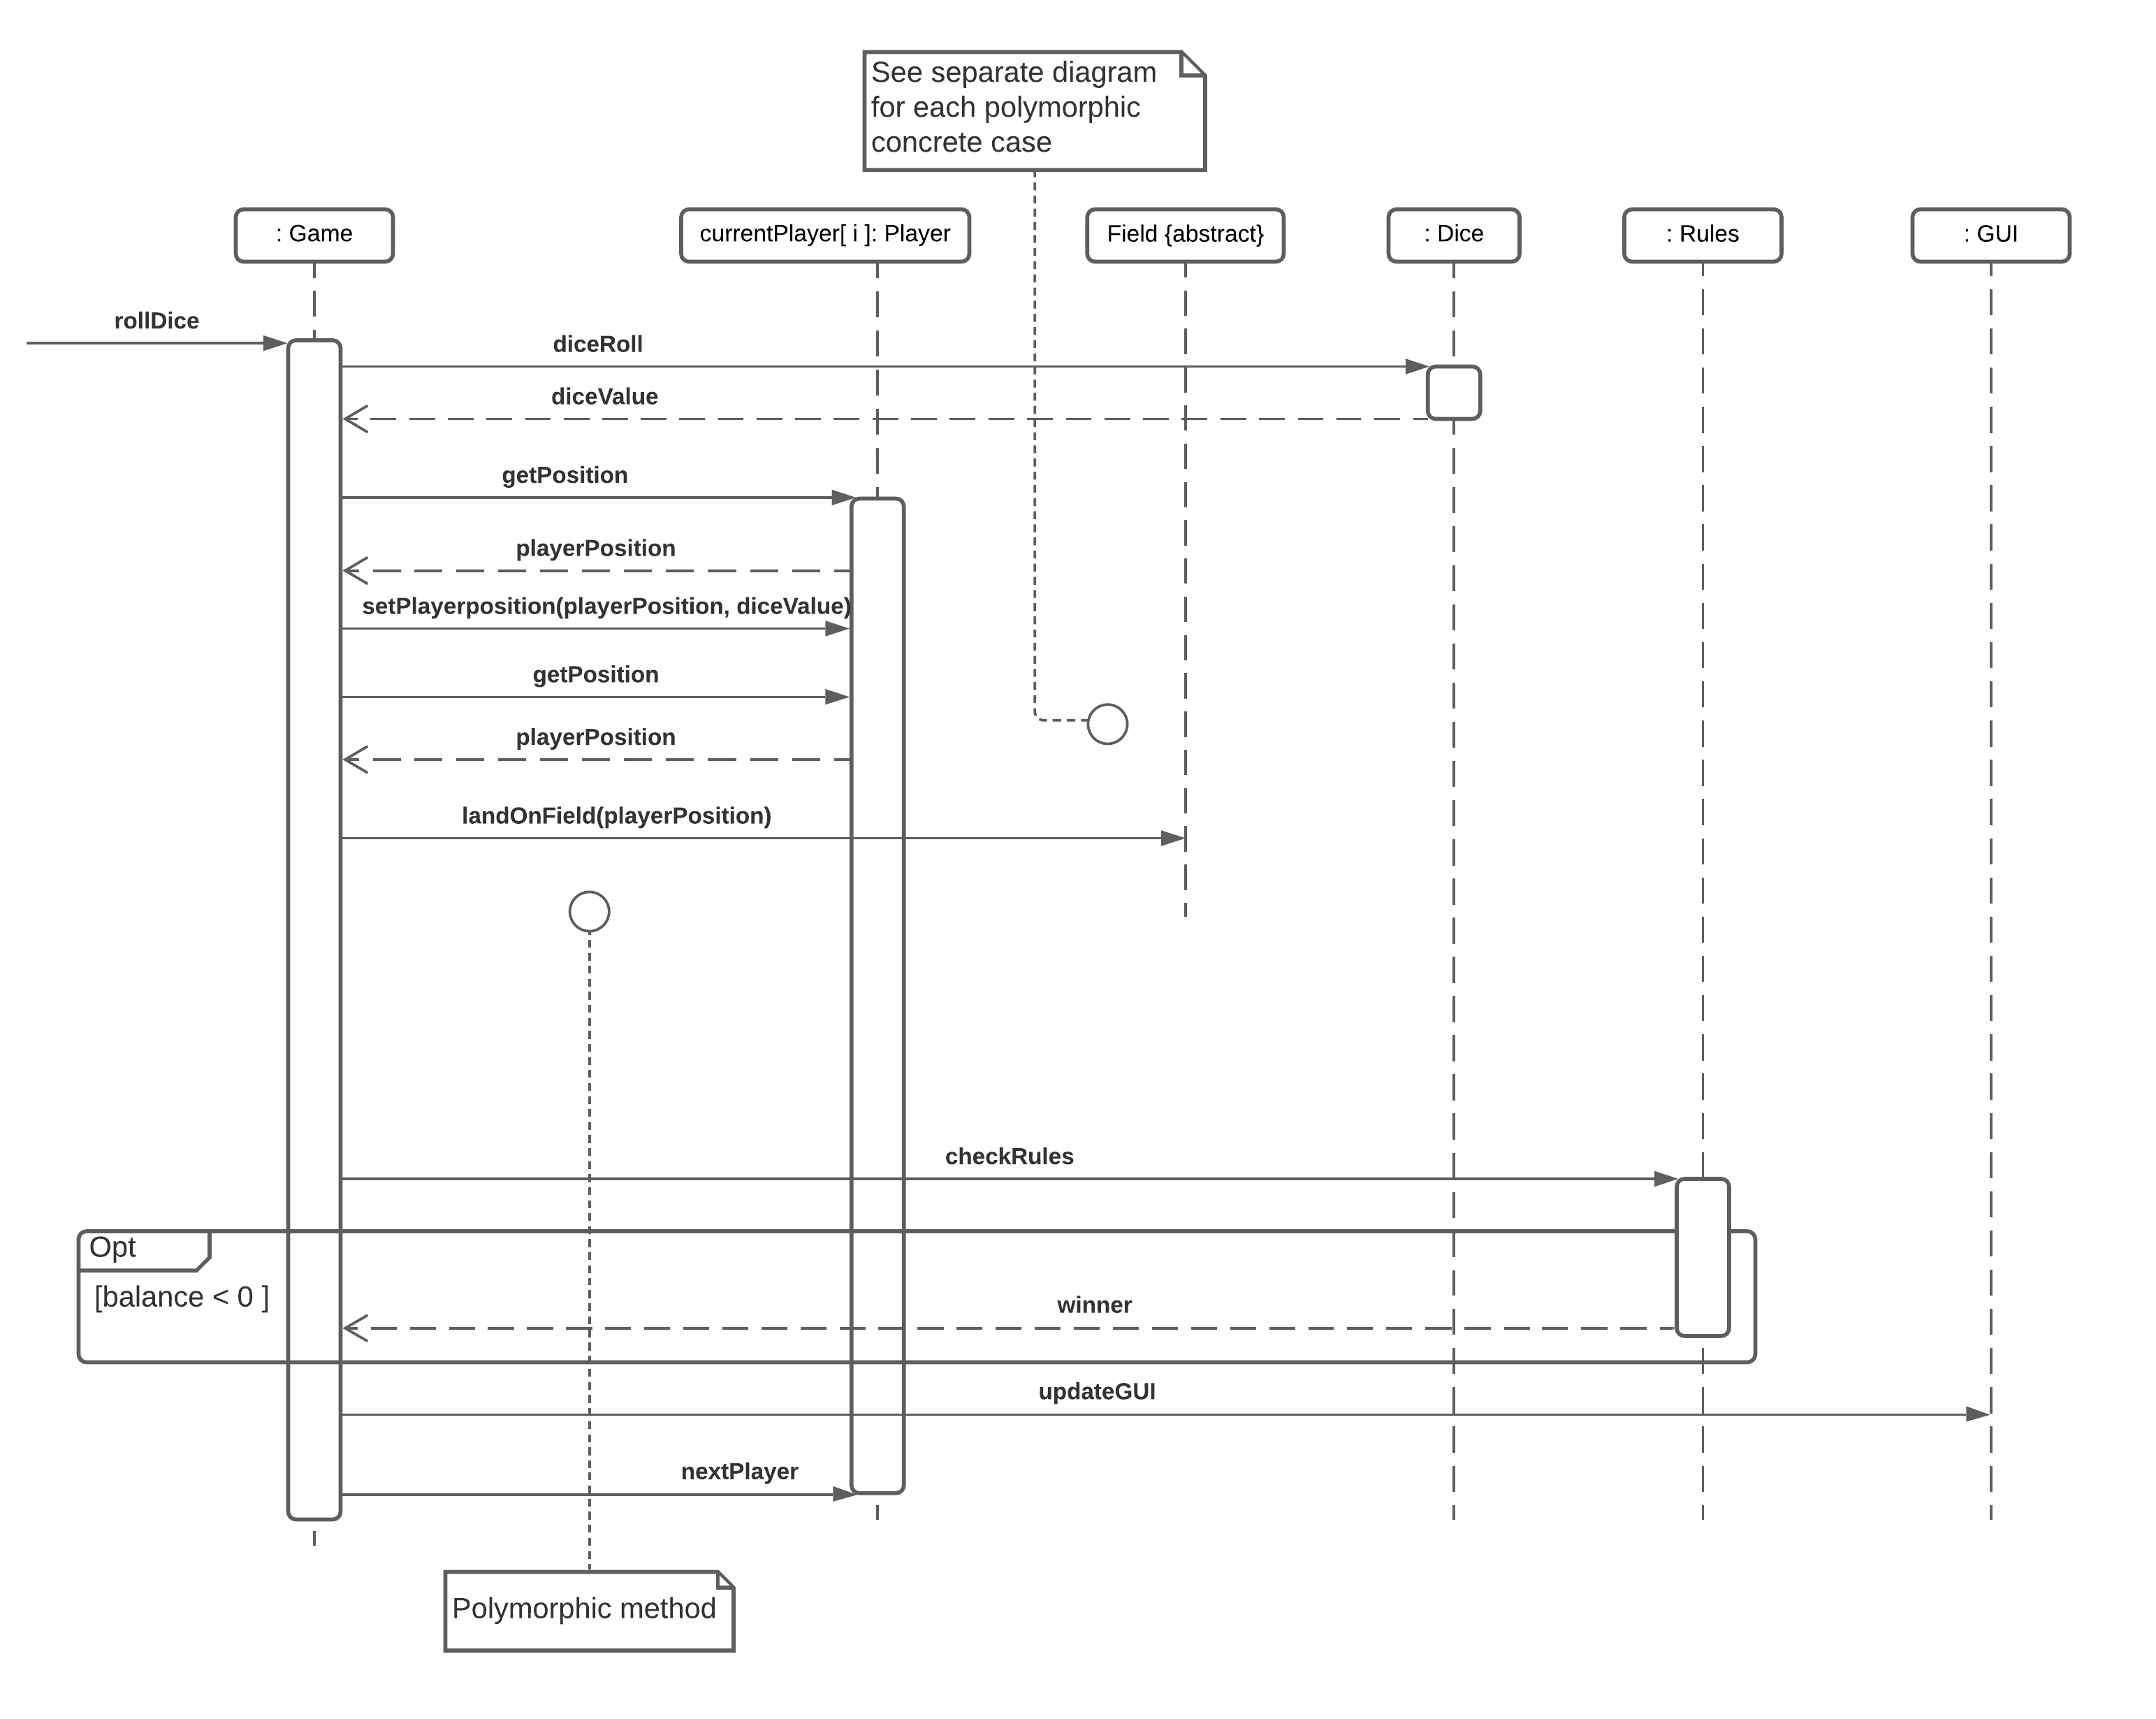 See separate diagram
for each polymorphic
concrete case
: Game
currentPlayer[ i ]: Player
Field {abstract}
: Dice
: Rules
: GUI
rollDice
diceRoll
diceValue
getPosition
playerPosition
setPlayerposition(playerPosition, diceValue)
getPosition
playerPosition
landOnField(playerPosition)
checkRules
Opt
[balance < 0 ]
winner
updateGUI
nextPlayer
Polymorphic method